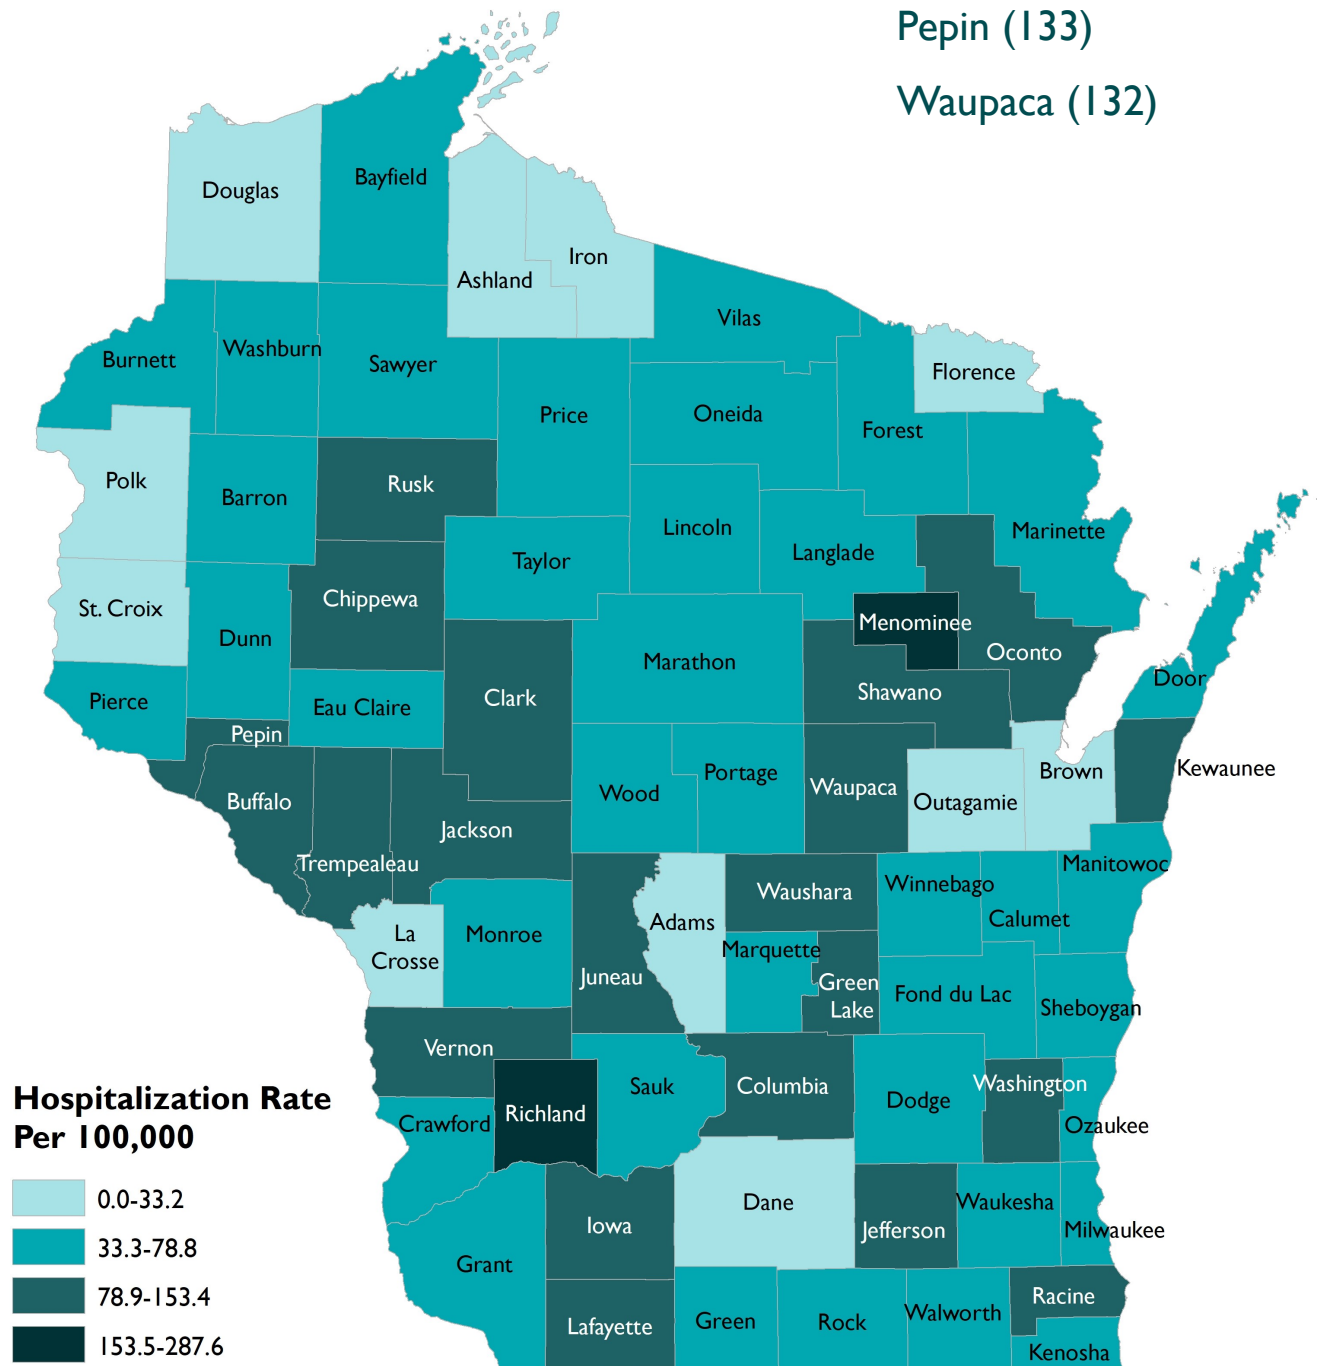 Pepin (133)
Waupaca (132)
Douglas
Bayfield
Ashland
Iron
Vilas
Florence
Burnett
Washburn
Sawyer
Price
Oneida
Forest
Polk
Barron
Rusk
Lincoln
Marinette
Taylor
Langlade
St. Croix
Chippewa
Menominee
Dunn
Marathon
Oconto
Pierce
Eau Claire
Clark
Shawano
Door
Pepin
Buffalo
Wood
Portage
Waupaca
Outagamie
Brown
Kewaunee
Trempealeau
Jackson
Waushara
Winnebago
Manitowoc
La
Crosse
Monroe
Juneau
Adams
Marquette
Green
Lake
Calumet
Fond du Lac
Sheboygan
Vernon
Richland
Sauk
Columbia
Dodge
Washington
Ozaukee
Crawford
Grant
Iowa
Dane
Jefferson
Waukesha
Milwaukee
Lafayette
Green
Rock
Walworth
Racine
Kenosha
Hospitalization Rate
Per 100,000
0.0-33.2
33.3-78.8
78.9-153.4
153.5-287.6